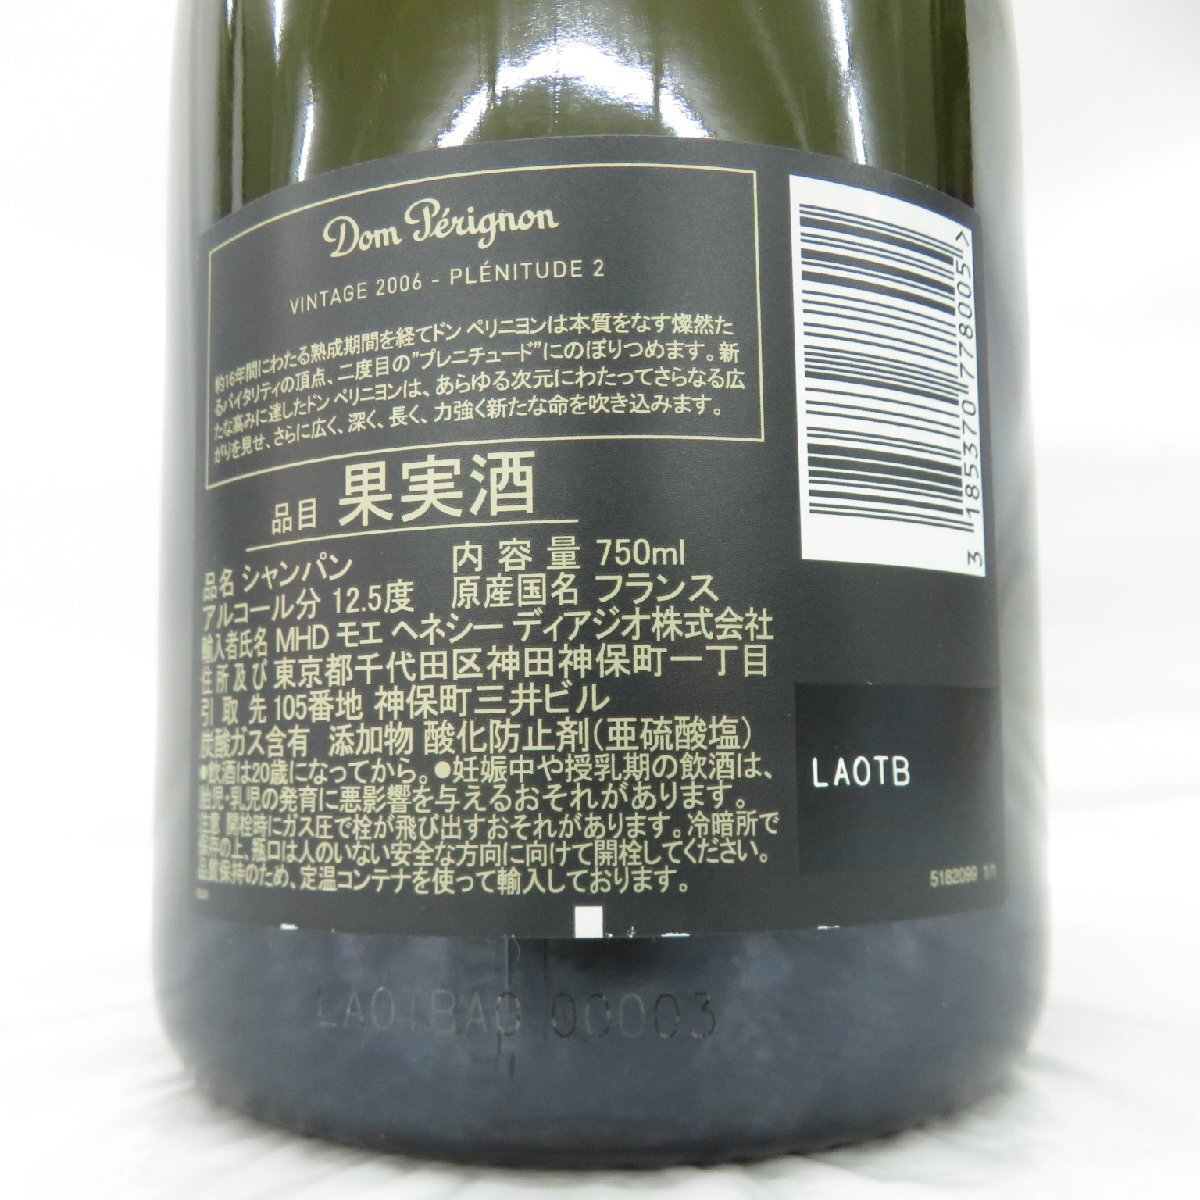 Dom Pérignon
VINTAGE 2006 - PLÉNITUDE 2
約16年間にわたる熟成期間を経てドン ペリニヨンは本質をなす燦然た
るバイタリティの頂点、二度目の"プレニチュード"にのぼりつめます。新
たな高みに達したドン ペリニヨンは、あらゆる次元にわたってさらなる広
がりを見せ、さらに広く、深く、長く、力強く新たな命を吹き込みます。
品目 果実酒
品名 シャンパン 内容量 750ml
アルコール分 12.5度 原産国名 フランス
輸入者氏名 MHD モエ ヘネシー ディアジオ株式会社
住所及び 東京都千代田区神田神保町一丁目
引取先 105番地 神保町三井ビル
炭酸ガス含有 添加物 酸化防止剤(亜硫酸塩)
●飲酒は20歳になってから。●妊娠中や授乳期の飲酒は、
胎児・乳児の発育に悪影響を与えるおそれがあります。
注意 開栓時にガス圧で栓が飛び出すおそれがあります。冷暗所で
保存の上、瓶口は人のいない安全な方向に向けて開栓してください。
品質保持のため、定温コンテナを使って輸入しております。
3 185370 778005 >
LAOTB
5182099 1/1
LAOTBAO 00003